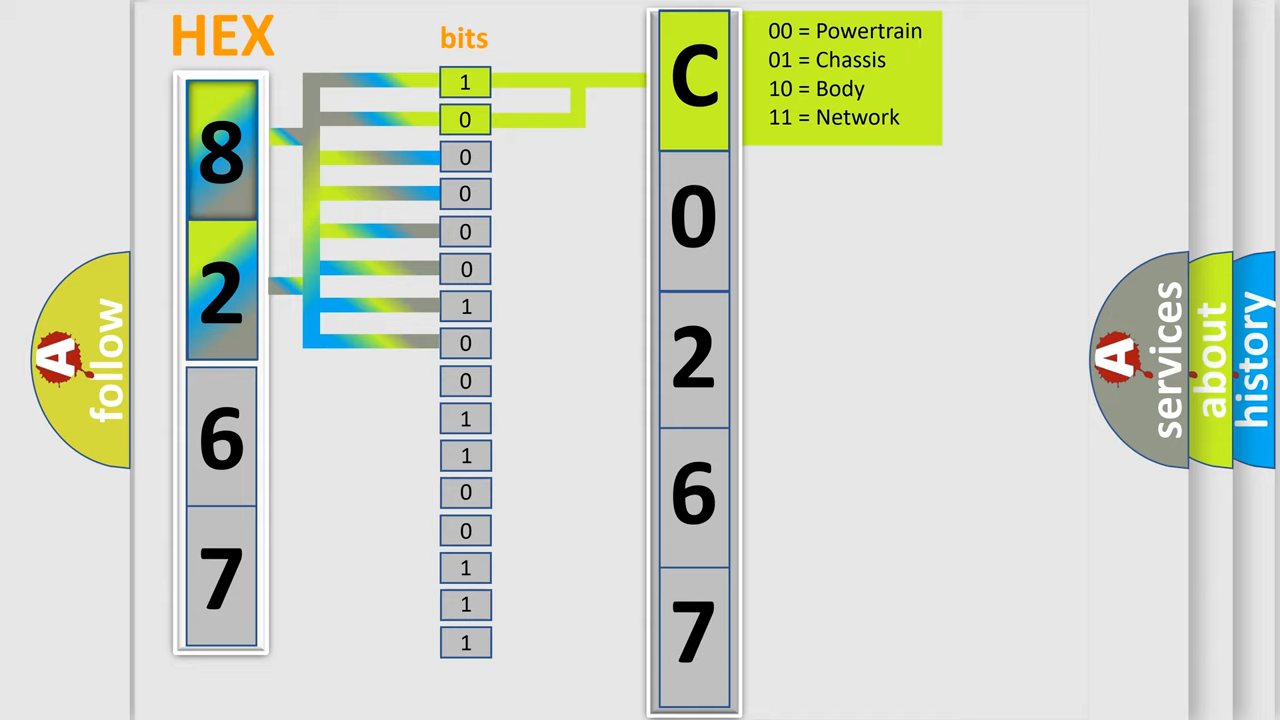 HEX
bits
8
2
6
7
1
0
0
0
0
0
1
0
0
1
1
0
0
1
1
1
C
0
2
6
7
00 = Powertrain
01 = Chassis
10 = Body
11 = Network
A
follow
A
services
about
history